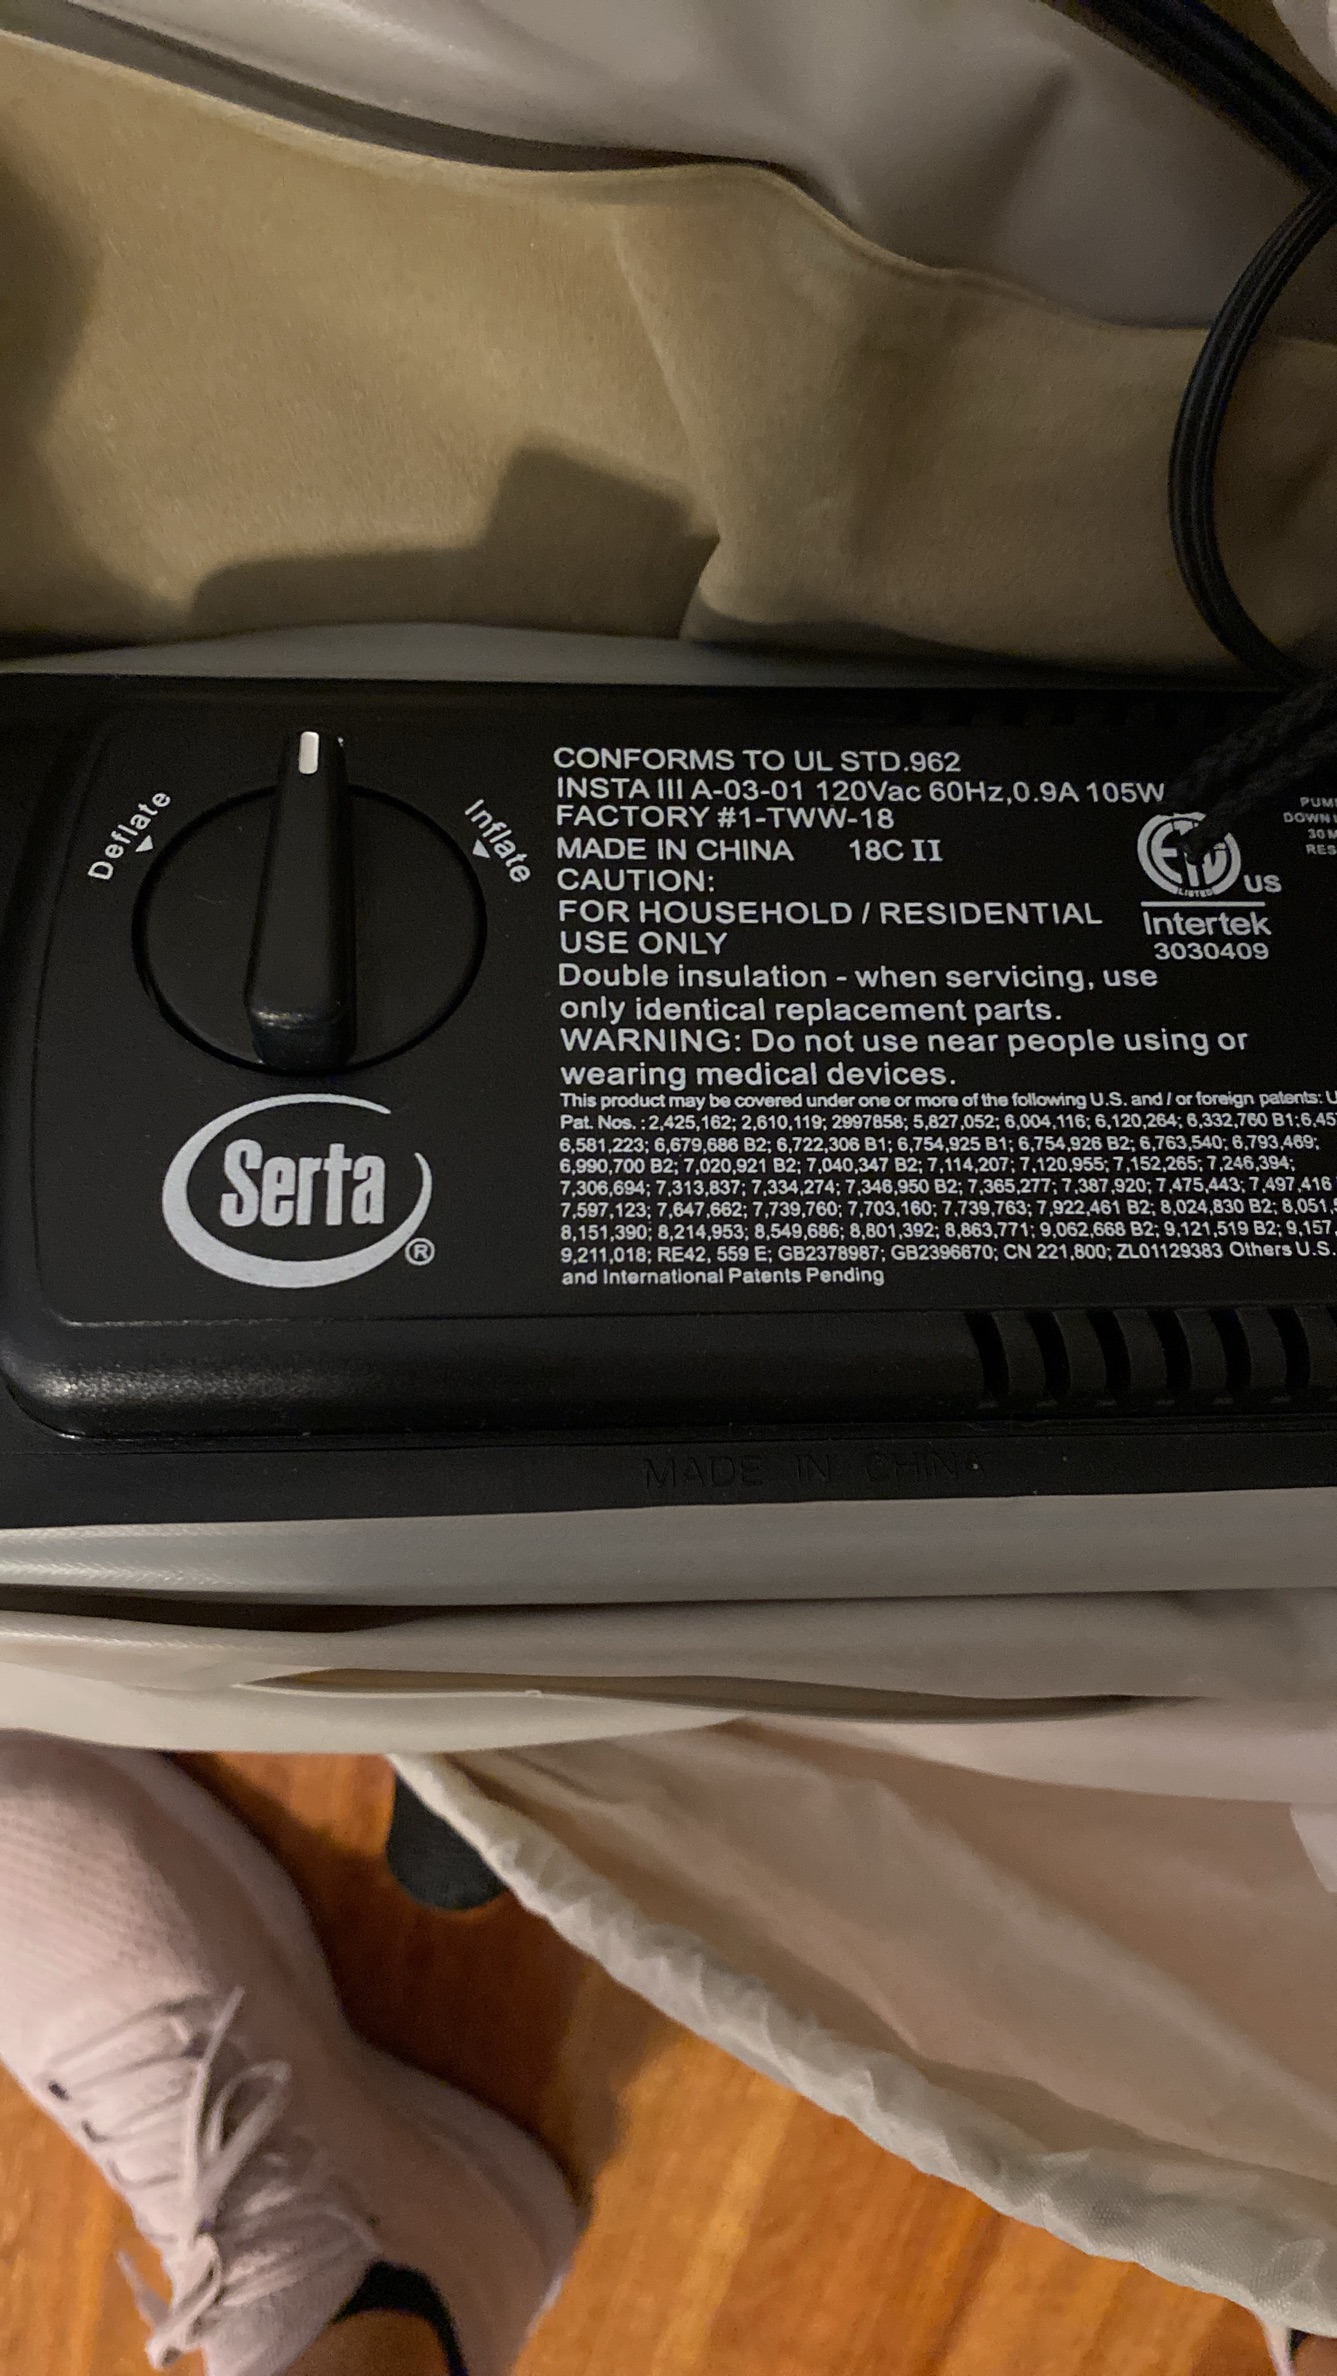 Deflate
Inflate
CONFORMS TO UL STD.962
INSTA III A-03-01 120Vac 60Hz,0.9A 105W
FACTORY #1-TWW-18
MADE IN CHINA 18C II
CAUTION:
FOR HOUSEHOLD / RESIDENTIAL
USE ONLY
Double insulation - when servicing, use
only identical replacement parts.
WARNING: Do not use near people using or
wearing medical devices.
This product may be covered under one or more of the following U.S. and / or foreign patents:
Pat. Nos. : 2,425,162; 2,610,119; 2997858; 5,827,052; 6,004,116; 6,120,264; 6,332,760 B1;
6,581,223; 6,679,686 B2; 6,722,306 B1; 6,754,925 B1; 6,754,926 B2; 6,763,540; 6,793,469;
6,990,700 B2; 7,020,921 B2; 7,040,347 B2; 7,114,207; 7,120,955; 7,152,265; 7,246,394;
7,306,694; 7,313,837; 7,334,274; 7,346,950 B2; 7,365,277; 7,387,920; 7,475,443; 7,497,416
7,597,123; 7,647,662; 7,739,760; 7,703,160; 7,739,763; 7,922,461 B2; 8,024,830 B2;
8,151,390; 8,214,953; 8,549,686; 8,801,392; 8,863,771; 9,062,668 B2; 9,121,519 B2;
9,211,018; RE42, 559 E; GB2378987; GB2396670; CN 221,800; ZL01129383 Others U.S.
and International Patents Pending
LISTED
US
Intertek
3030409
DOWN
30
Serta®
MADE IN CHINA